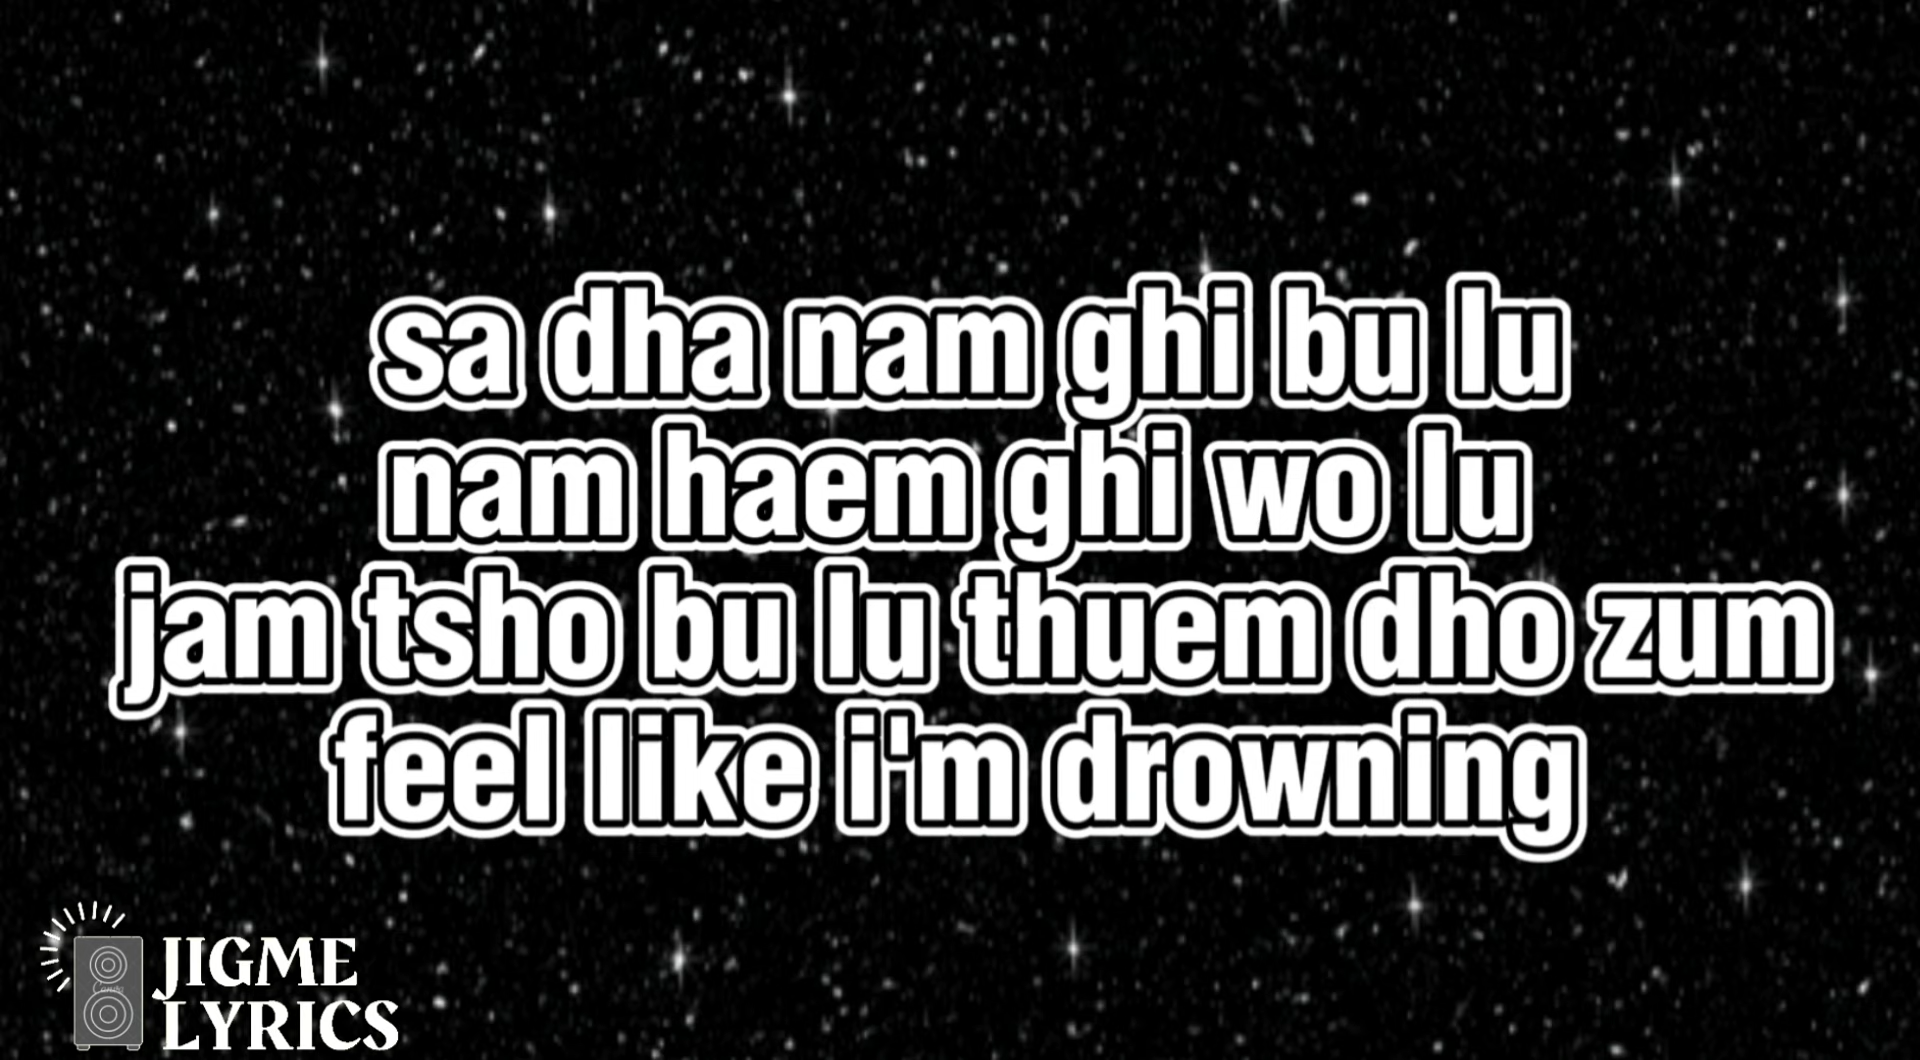 sa dha nam ghi bu lu
nam haem ghi wo lu
jam tsho bu lu thuem dho zum
feel like i'm drowning
JIGME
LYRICS